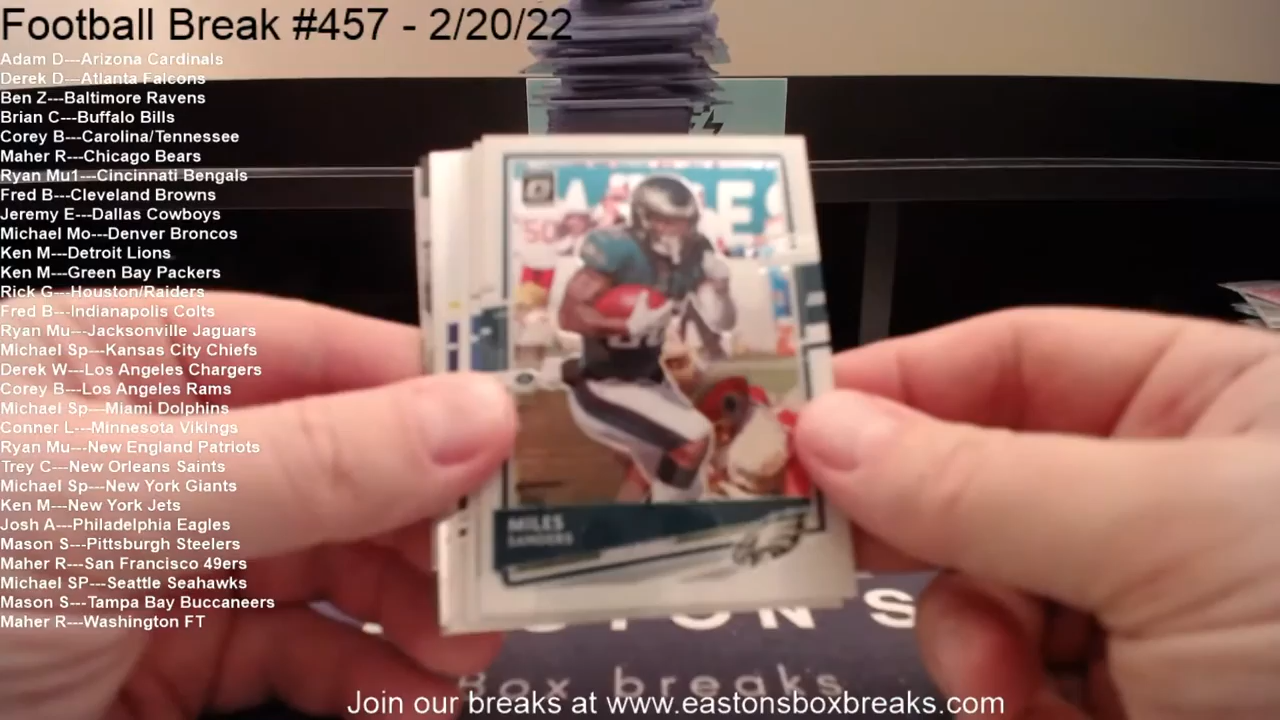 Football Break #457 - 2/20/22
Adam D---Arizona Cardinals
Derek D---Atlanta Falcons
Ben Z---Baltimore Ravens
Brian C---Buffalo Bills
Corey B---Carolina/Tennessee
Maher R---Chicago Bears
Ryan Mu1---Cincinnati Bengals
Fred B---Cleveland Browns
Jeremy E---Dallas Cowboys
Michael Mo---Denver Broncos
Ken M---Detroit Lions
Ken M---Green Bay Packers
Rick G---Houston/Raiders
Fred B---Indianapolis Colts
Ryan Mu---Jacksonville Jaguars
Michael Sp---Kansas City Chiefs
Derek W---Los Angeles Chargers
Corey B---Los Angeles Rams
Michael Sp---Miami Dolphins
Conner L---Minnesota Vikings
Ryan Mu---New England Patriots
Trey C---New Orleans Saints
Michael Sp---New York Giants
Ken M---New York Jets
Josh A---Philadelphia Eagles
Mason S---Pittsburgh Steelers
Maher R---San Francisco 49ers
Michael SP---Seattle Seahawks
Mason S---Tampa Bay Buccaneers
Maher R---Washington FT
MILES
SANDERS
Box breaks
Join our breaks at www.eastonsboxbreaks.com